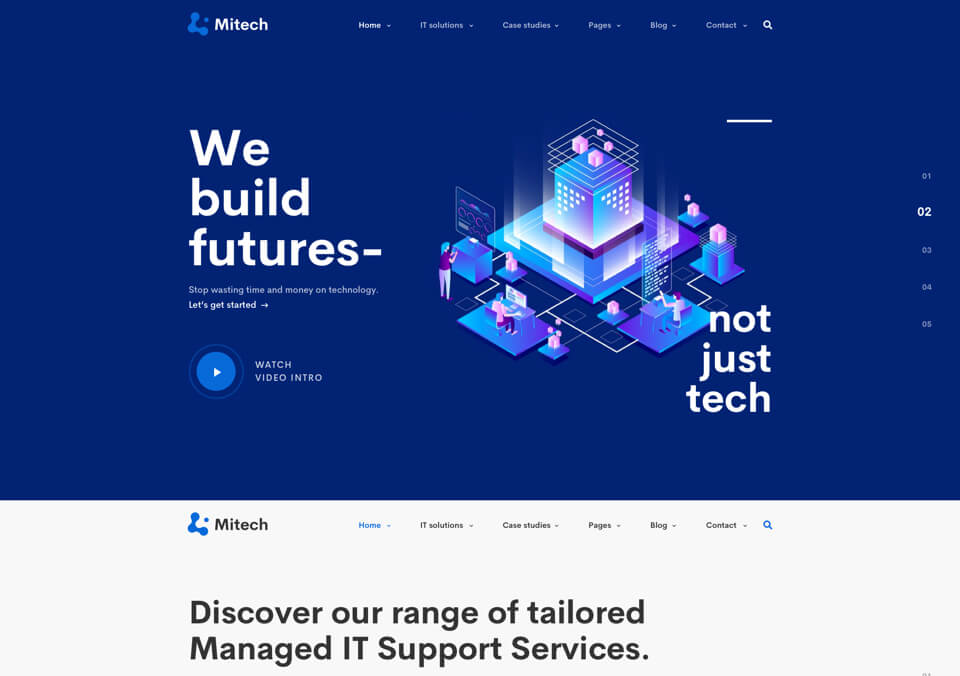 Mitech
Home
IT solutions
Case studies
Pages
Blog
Contact
We
build
futures-
Stop wasting time and money on technology.
Let's get started →
WATCH
VIDEO INTRO
not
just
tech
01
02
03
04
05
Mitech
Home
IT solutions
Case studies
Pages
Blog
Contact
Discover our range of tailored
Managed IT Support Services.